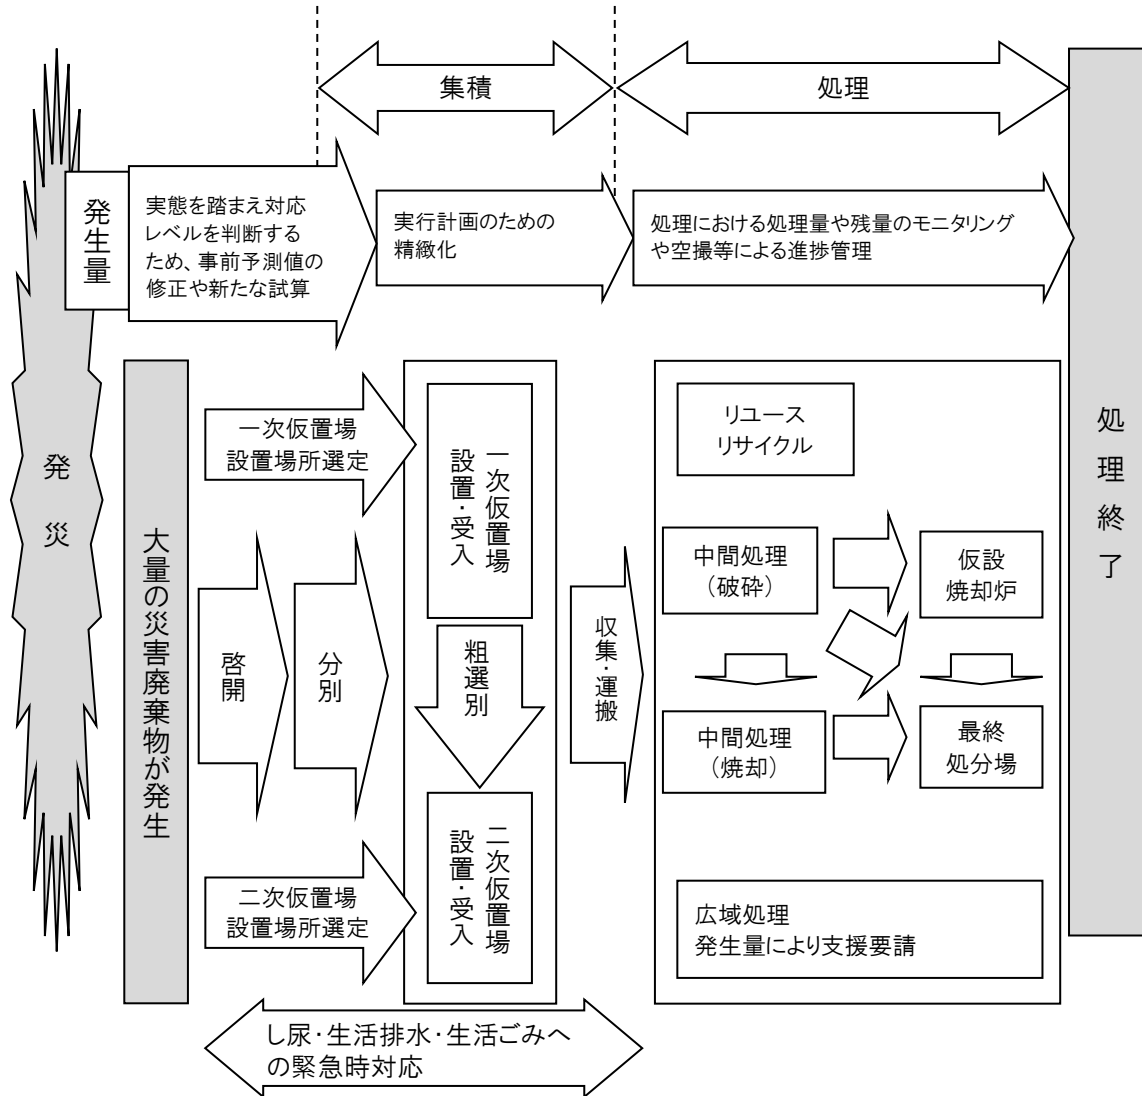 集積
処理
発生量
実態を踏まえ対応
レベルを判断する
ため、事前予測値の
修正や新たな試算
実行計画のための
精緻化
処理における処理量や残量のモニタリング
や空撮等による進捗管理
発災
大量の災害廃棄物が発生
一次仮置場
設置場所選定
啓開
分別
二次仮置場
設置場所選定
一次仮置場
設置・受入
粗選別
二次仮置場
設置・受入
収集・運搬
リユース
リサイクル
中間処理
（破砕）
仮設
焼却炉
中間処理
（焼却）
最終
処分場
広域処理
発生量により支援要請
処理終了
し尿・生活排水・生活ごみへ
の緊急時対応